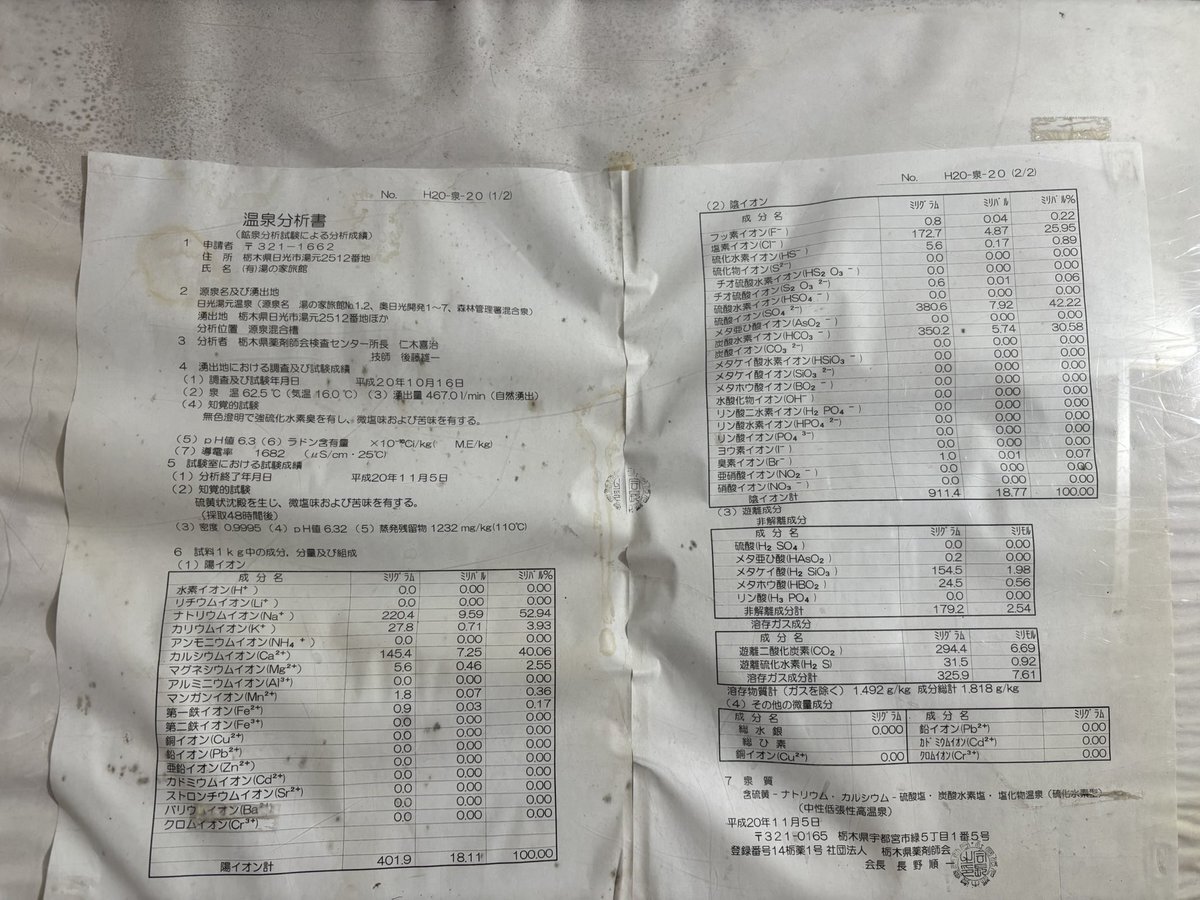 No. H20-泉-20 (1/2)
温泉分析書
(鉱泉分析試験による分析成績)
1 申請者 〒321-1662
住 所 栃木県日光市湯元2512番地
氏 名 (有)湯の家旅館
2 源泉名及び湧出地
日光湯元温泉(源泉名 湯の家旅館№1.2、奥日光開発1~7、森林管理署混合泉)
湧出地 栃木県日光市湯元2512番地ほか
分析位置 源泉混合槽
3 分析者 栃木県薬剤師会検査センター所長 仁木喜治
技師 後藤雄一
4 湧出地における調査及び試験成績
(1)調査及び試験年月日 平成20年10月16日
(2)泉 温 62.5℃(気温 16.0℃)(3)湧出量 467.0l/min (自然湧出)
(4)知覚的試験
無色澄明で強硫化水素臭を有し、微塩味および苦味を有する。
(5)pH値 6.3(6)ラドン含有量 ×10⁻¹⁰Ci/kg( M.E/kg)
(7)導電率 1682 (μS/cm・25℃)
5 試験室における試験成績
(1)分析終了年月日 平成20年11月5日
(2)知覚的試験
硫黄状沈殿を生じ、微塩味および苦味を有する。
(採取48時間後)
(3)密度 0.9995(4)pH値 6.32(5)蒸発残留物 1232 mg/kg(110℃)
6 試料1kg中の成分、分量及び組成
(1)陽イオン
成 分 名 ミリグラム ミリバル ミリバル%
水素イオン(H⁺) 0.0 0.00 0.00
リチウムイオン(Li⁺) 0.0 0.00 0.00
ナトリウムイオン(Na⁺) 220.4 9.59 52.94
カリウムイオン(K⁺) 27.8 0.71 3.93
アンモニウムイオン(NH₄⁺) 0.0 0.00 0.00
カルシウムイオン(Ca²⁺) 145.4 7.25 40.06
マグネシウムイオン(Mg²⁺) 5.6 0.46 2.55
アルミニウムイオン(Al³⁺) 0.0 0.00 0.00
マンガンイオン(Mn²⁺) 1.8 0.07 0.36
第一鉄イオン(Fe²⁺) 0.9 0.03 0.17
第二鉄イオン(Fe³⁺) 0.0 0.00 0.00
銅イオン(Cu²⁺) 0.0 0.00 0.00
鉛イオン(Pb²⁺) 0.0 0.00 0.00
亜鉛イオン(Zn²⁺) 0.0 0.00 0.00
カドミウムイオン(Cd²⁺) 0.0 0.00 0.00
ストロンチウムイオン(Sr²⁺) 0.0 0.00 0.00
バリウムイオン(Ba²⁺) 0.0 0.00 0.00
クロムイオン(Cr³⁺) 0.0 0.00 0.00
陽イオン計 401.9 18.11 100.00
No. H20-泉-20 (2/2)
(2)陰イオン
成 分 名 ミリグラム ミリバル ミリバル%
フッ素イオン(F⁻) 0.8 0.04 0.22
塩素イオン(Cl⁻) 172.7 4.87 25.95
硫化水素イオン(HS⁻) 5.6 0.17 0.89
硫化物イオン(S²⁻) 0.0 0.00 0.00
チオ硫酸水素イオン(HS₂O₃⁻) 0.0 0.00 0.00
チオ硫酸イオン(S₂O₃²⁻) 0.6 0.01 0.06
硫酸水素イオン(HSO₄⁻) 0.0 0.00 0.00
硫酸イオン(SO₄²⁻) 380.6 7.92 42.22
メタ亜ひ酸イオン(AsO₂⁻) 0.0 0.00 0.00
炭酸水素イオン(HCO₃⁻) 350.2 5.74 30.58
炭酸イオン(CO₃²⁻) 0.0 0.00 0.00
メタケイ酸水素イオン(HSiO₃⁻) 0.0 0.00 0.00
メタケイ酸イオン(SiO₃²⁻) 0.0 0.00 0.00
メタホウ酸イオン(BO₂⁻) 0.0 0.00 0.00
水酸化物イオン(OH⁻) 0.0 0.00 0.00
リン酸二水素イオン(H₂PO₄⁻) 0.0 0.00 0.00
リン酸水素イオン(HPO₄²⁻) 0.0 0.00 0.00
リン酸イオン(PO₄³⁻) 0.0 0.00 0.00
ヨウ素イオン(I⁻) 0.0 0.00 0.00
臭素イオン(Br⁻) 1.0 0.01 0.07
亜硝酸イオン(NO₂⁻) 0.0 0.00 0.00
硝酸イオン(NO₃⁻) 0.0 0.00 0.00
陰イオン計 911.4 18.77 100.00
(3)遊離成分
非解離成分
成 分 名 ミリグラム ミリモル
硫酸(H₂SO₄) 0.0 0.00
メタ亜ひ酸(HAsO₂) 0.2 0.00
メタケイ酸(H₂SiO₃) 154.5 1.98
メタホウ酸(HBO₂) 24.5 0.56
リン酸(H₃PO₄) 0.0 0.00
非解離成分計 179.2 2.54
溶存ガス成分
成 分 名 ミリグラム ミリモル
遊離二酸化炭素(CO₂) 294.4 6.69
遊離硫化水素(H₂S) 31.5 0.92
溶存ガス成分計 325.9 7.61
溶存物質計(ガスを除く) 1.492 g/kg 成分総計 1.818 g/kg
(4)その他の微量成分
成 分 名 ミリグラム 成 分 名 ミリグラム
総 水 銀 0.000 鉛イオン(Pb²⁺) 0.00
総 ひ 素 カドミウムイオン(Cd²⁺) 0.00
銅イオン(Cu²⁺) 0.00 クロムイオン(Cr³⁺) 0.00
7 泉 質
含硫黄-ナトリウム・カルシウム-硫酸塩・炭酸水素塩・塩化物温泉(硫化水素型)
(中性低張性高温泉)
平成20年11月5日
〒321-0165 栃木県宇都宮市緑5丁目1番5号
登録番号14栃薬1号 社団法人 栃木県薬剤師会
会長 長野順一